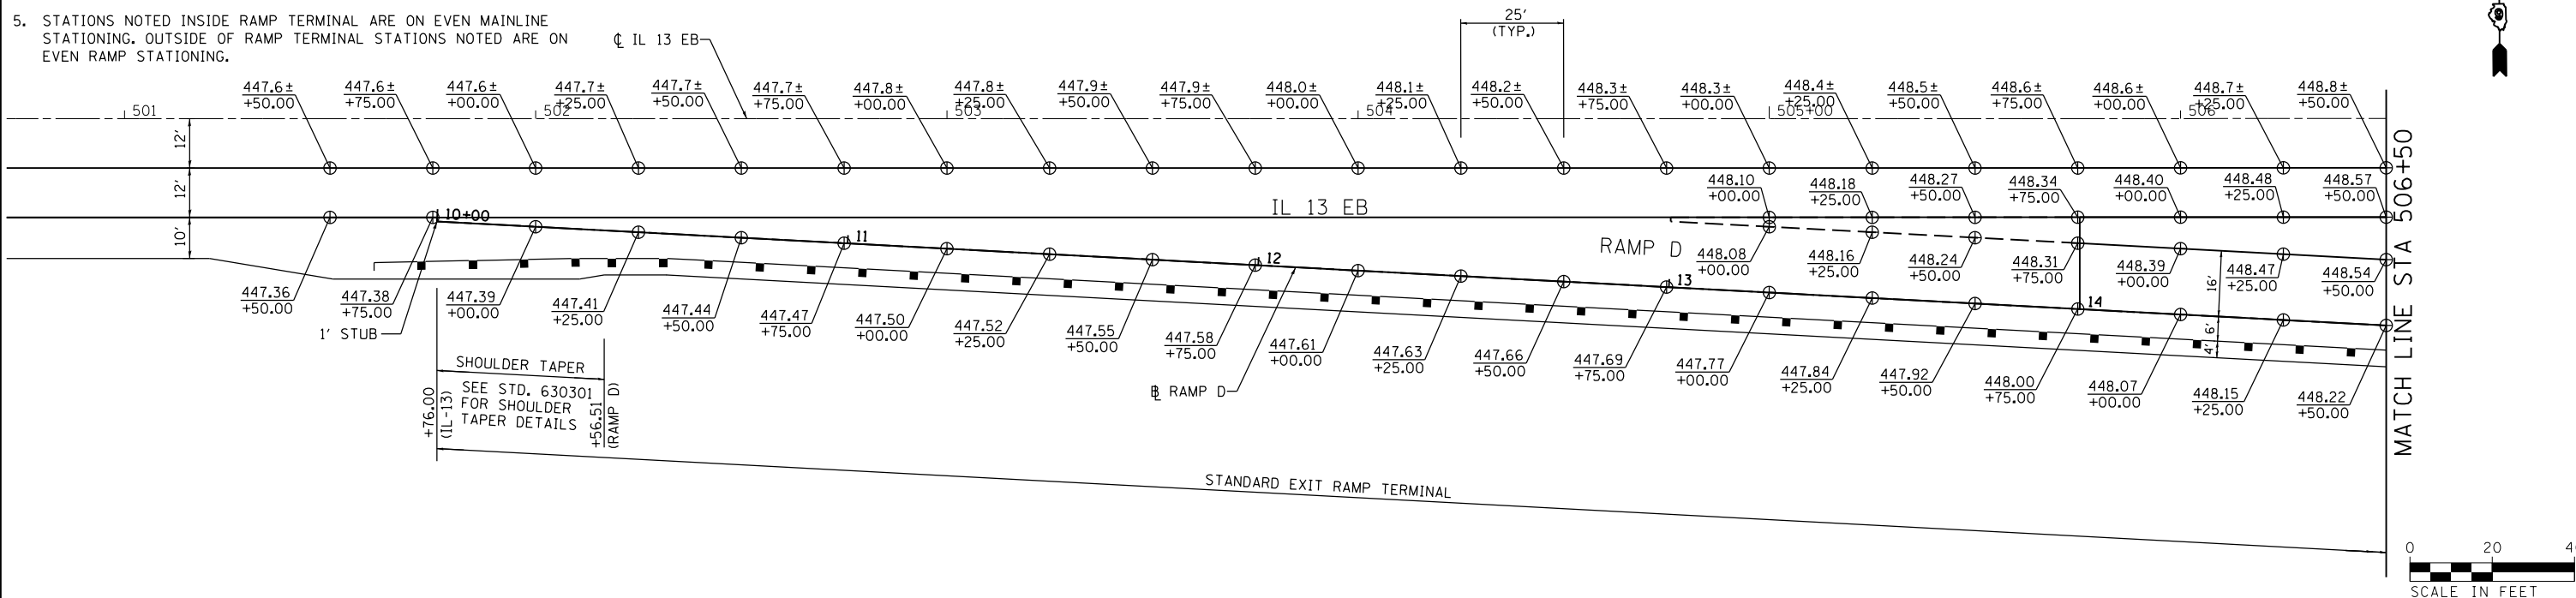 5. STATIONS NOTED INSIDE RAMP TERMINAL ARE ON EVEN MAINLINE
STATIONING. OUTSIDE OF RAMP TERMINAL STATIONS NOTED ARE ON
EVEN RAMP STATIONING.
℄ IL 13 EB
25'
(TYP.)
447.6± 447.6± 447.6± 447.7± 447.7± 447.7± 447.8± 447.8± 447.9± 447.9± 448.0± 448.1± 448.2± 448.3± 448.3± 448.4± 448.5± 448.6± 448.6± 448.7± 448.8±
+50.00 +75.00 +00.00 +25.00 +50.00 +75.00 +00.00 +25.00 +50.00 +75.00 +00.00 +25.00 +50.00 +75.00 +00.00 +25.00 +50.00 +75.00 +00.00 +25.00 +50.00
501 502 503 504 505+00 506
12'
12'
10'
448.10 448.18 448.27 448.34 448.40 448.48 448.57
+00.00 +25.00 +50.00 +75.00 +00.00 +25.00 +50.00
IL 13 EB
10+00
11
12
13
14
RAMP D
448.08 448.16 448.24 448.31 448.39 448.47 448.54
+00.00 +25.00 +50.00 +75.00 +00.00 +25.00 +50.00
16'
6'
4'
447.36 447.38 447.39 447.41 447.44 447.47 447.50 447.52 447.55 447.58 447.61 447.63 447.66 447.69 447.77 447.84 447.92 448.00 448.07 448.15 448.22
+50.00 +75.00 +00.00 +25.00 +50.00 +75.00 +00.00 +25.00 +50.00 +75.00 +00.00 +25.00 +50.00 +75.00 +00.00 +25.00 +50.00 +75.00 +00.00 +25.00 +50.00
1' STUB
SHOULDER TAPER
SEE STD. 630301
FOR SHOULDER
TAPER DETAILS
+76.00
(IL-13)
+56.51
(RAMP D)
B RAMP D
STANDARD EXIT RAMP TERMINAL
MATCH LINE STA 506+50
0 20 4
SCALE IN FEET